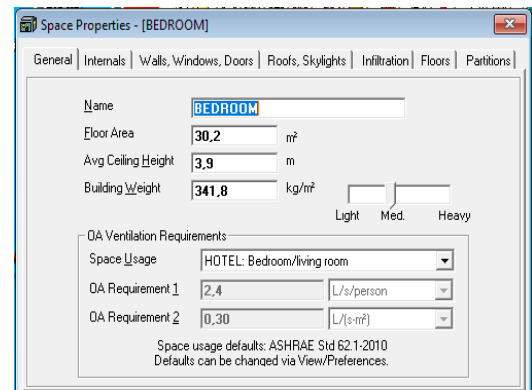 Space Properties - [BEDROOM]
General Internals Walls, Windows, Doors Roofs, Skylights Infiltration Floors Partitions
Name BEDROOM
Floor Area 30,2 m²
Avg Ceiling Height 3,9 m
Building Weight 341,8 kg/m²
Light Med. Heavy
OA Ventilation Requirements
Space Usage HOTEL: Bedroom/living room
OA Requirement 1 2,4 L/s/person
OA Requirement 2 0,30 L/(s·m²)
Space usage defaults: ASHRAE Std 62.1-2010
Defaults can be changed via View/Preferences.